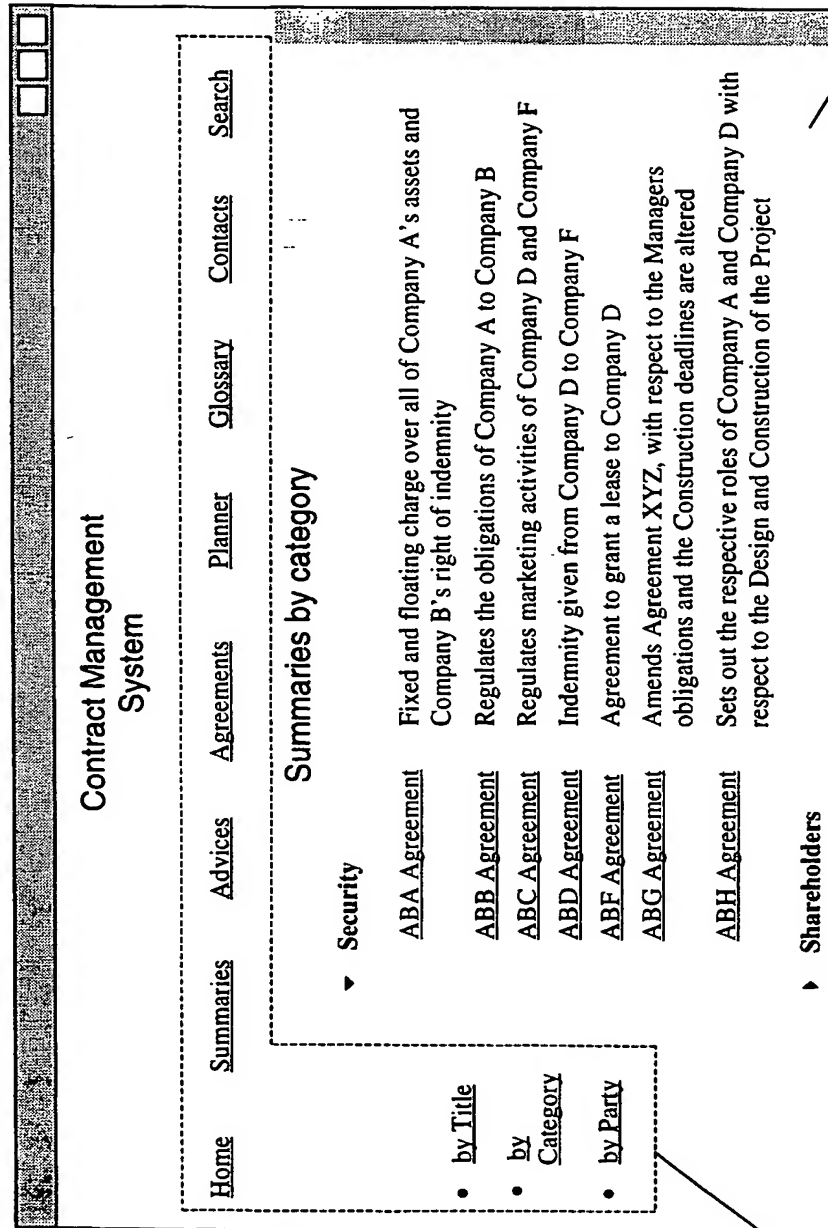 Contract Management
System
Home Summaries Advices Agreements Planner Glossary Contacts Search
Summaries by category
• by Title
• by
Category
• by Party
Security
ABA Agreement Fixed and floating charge over all of Company A's assets and
Company B's right of indemnity
ABB Agreement Regulates the obligations of Company A to Company B
ABC Agreement Regulates marketing activities of Company D and Company F
ABD Agreement Indemnity given from Company D to Company F
ABF Agreement Agreement to grant a lease to Company D
ABG Agreement Amends Agreement XYZ, with respect to the Managers
obligations and the Construction deadlines are altered
ABH Agreement Sets out the respective roles of Company A and Company D with
respect to the Design and Construction of the Project
Shareholders